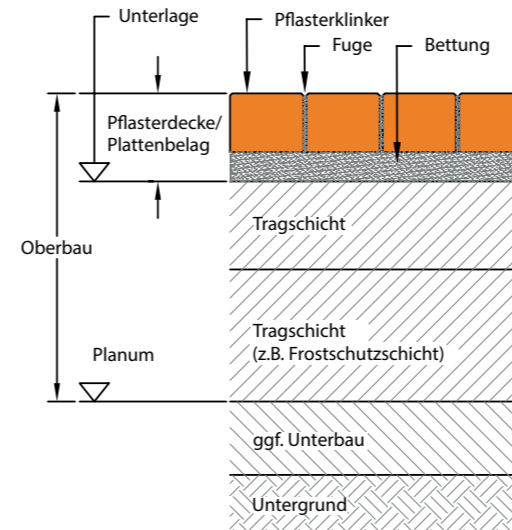 Unterlage
Pflasterklinker
Fuge
Bettung
Pflasterdecke/
Plattenbelag
Tragschicht
Oberbau
Tragschicht
(z.B. Frostschutzschicht)
Planum
ggf. Unterbau
Untergrund